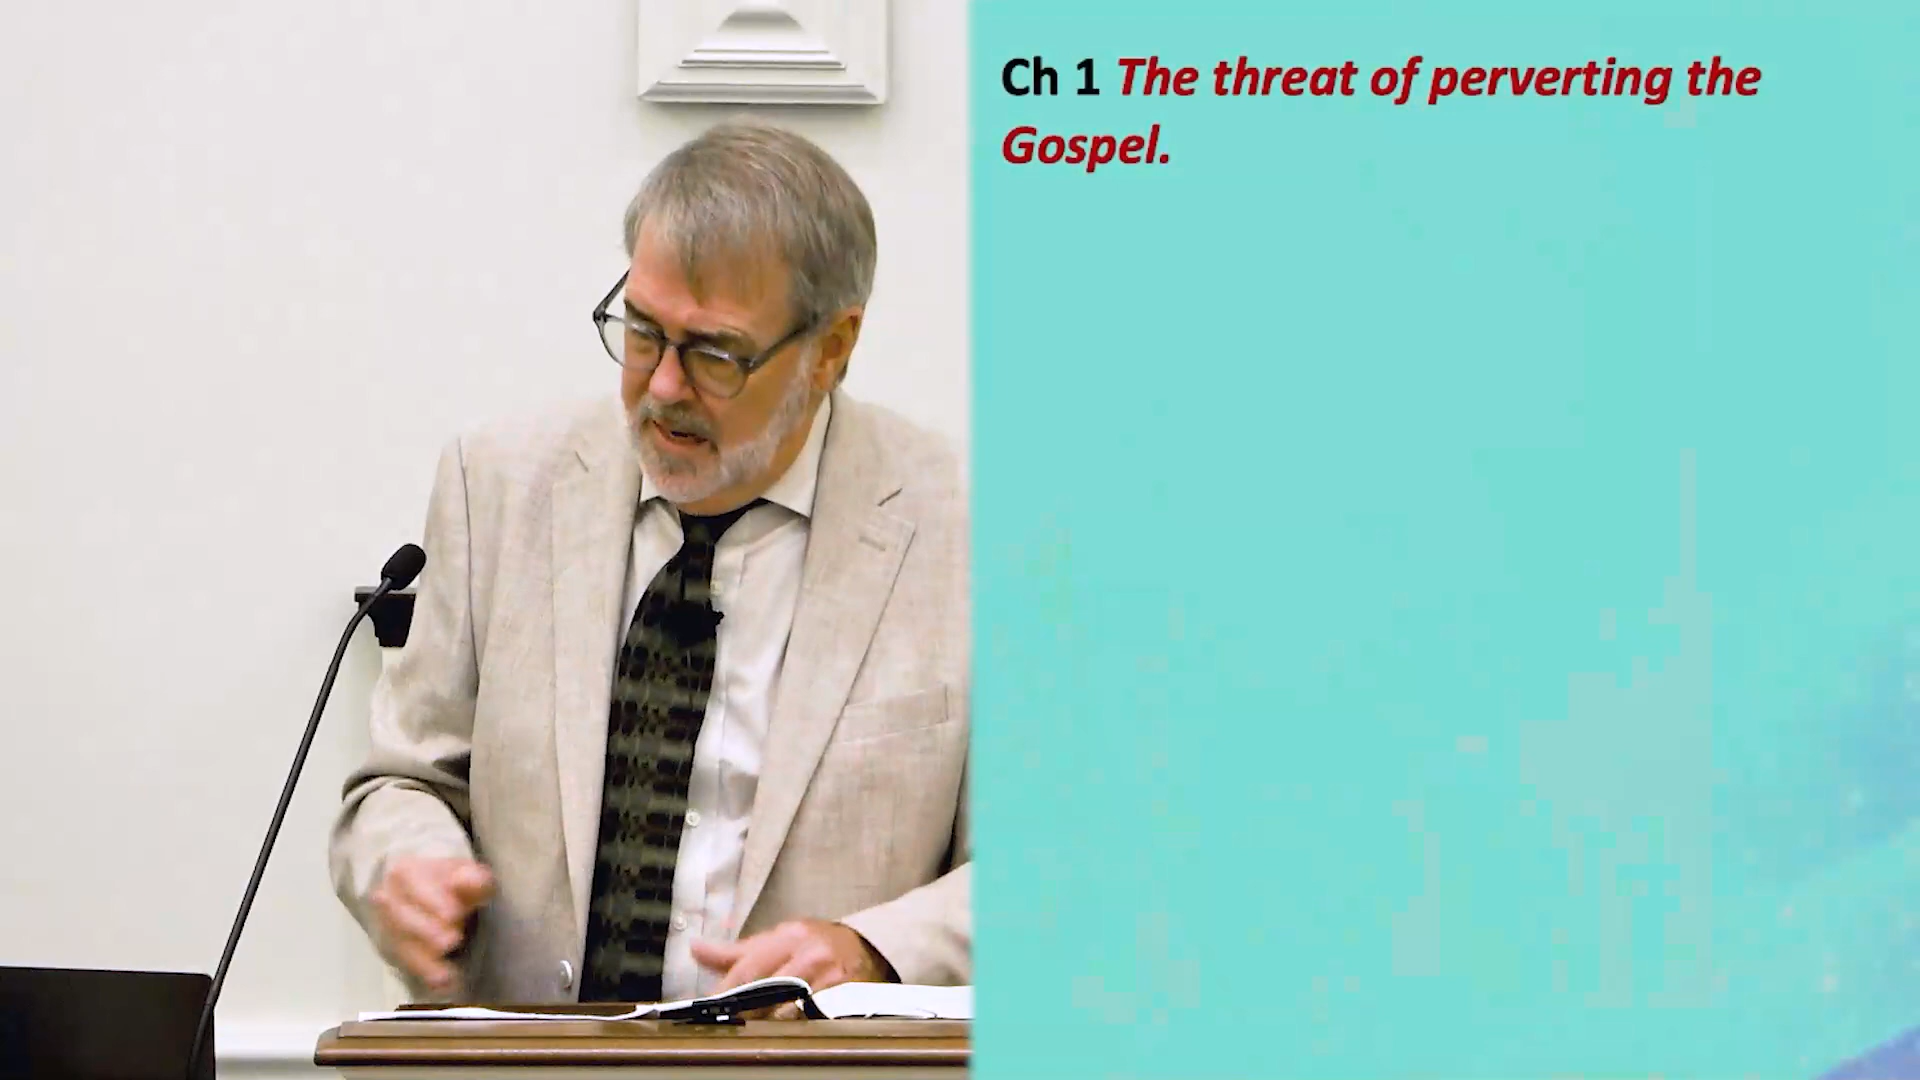 Ch 1 The threat of perverting the
Gospel.